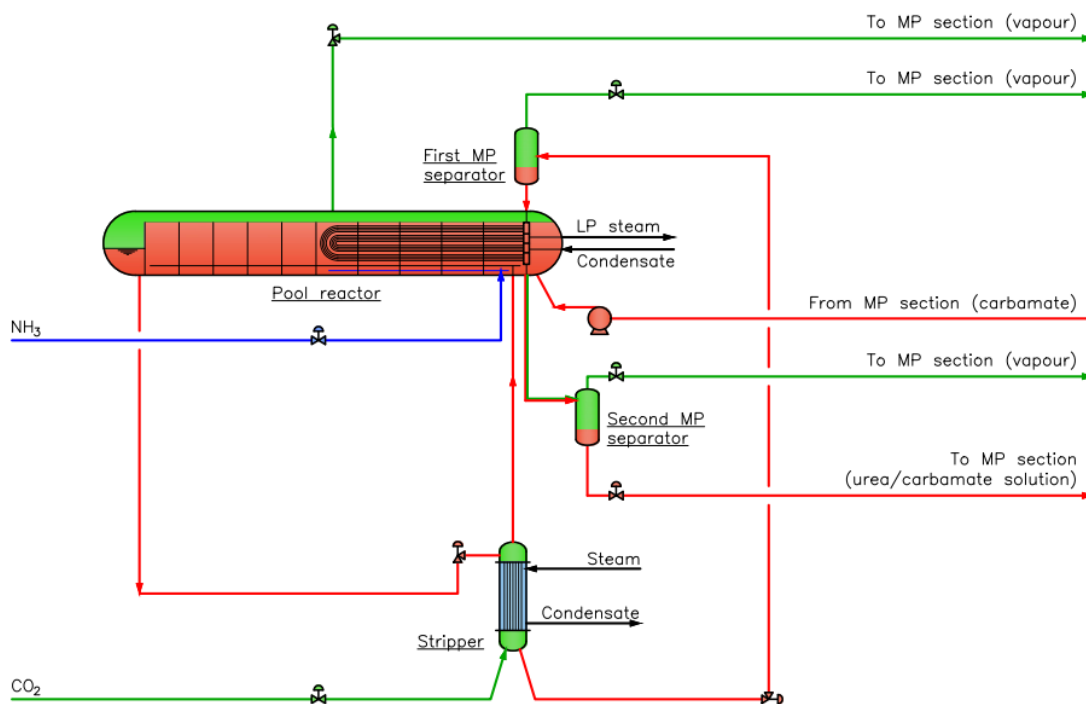 To MP section (vapour)
To MP section (vapour)
First MP
separator
LP steam
Condensate
Pool reactor
From MP section (carbamate)
NH₃
To MP section (vapour)
Second MP
separator
To MP section
(urea/carbamate solution)
Steam
Condensate
Stripper
CO₂